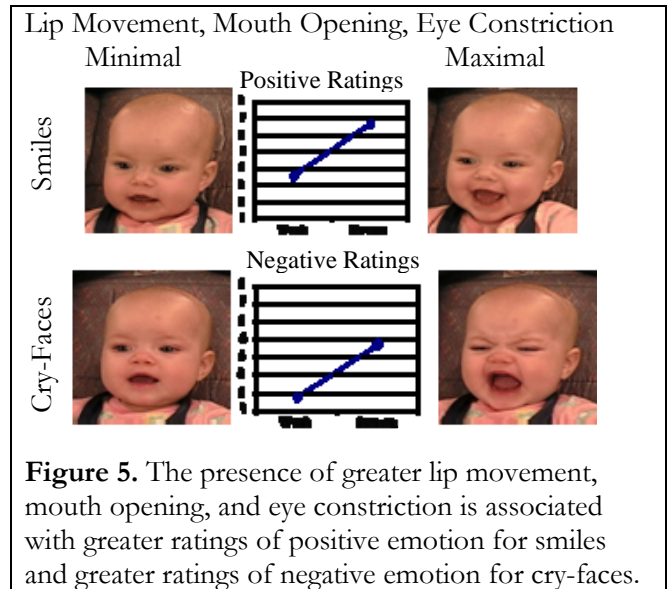 Lip Movement, Mouth Opening, Eye Constriction
Minimal Maximal
Positive Ratings
Smiles
Negative Ratings
Cry-Faces
Figure 5. The presence of greater lip movement,
mouth opening, and eye constriction is associated
with greater ratings of positive emotion for smiles
and greater ratings of negative emotion for cry-faces.